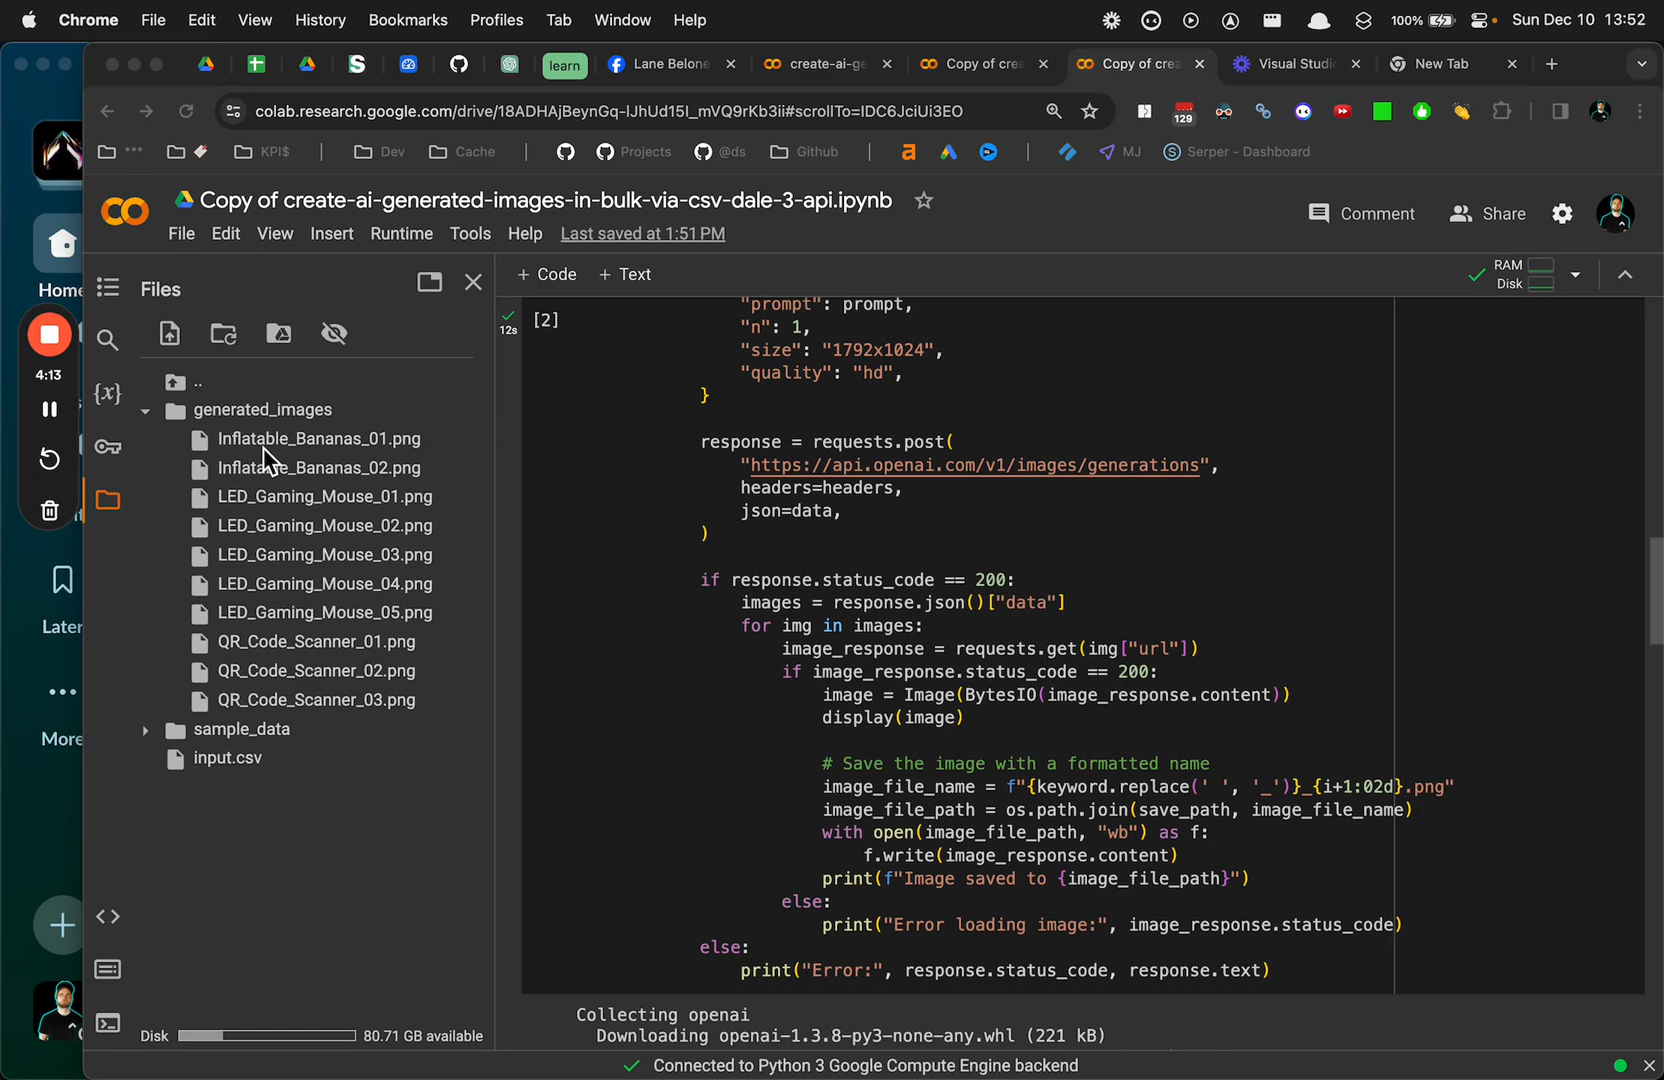 Chrome File Edit View History Bookmarks Profiles Tab Window Help 100% Sun Dec 10 13:52
learn Lane Belone create-ai-ge Copy of crea Copy of crea Visual Studi New Tab
colab.research.google.com/drive/18ADHAjBeynGq-lJhUd15I_mVQ9rKb3ii#scrollTo=IDC6JciUi3EO 129
KPI$ Dev Cache Projects @ds Github MJ Serper - Dashboard
Copy of create-ai-generated-images-in-bulk-via-csv-dale-3-api.ipynb
Comment Share
File Edit View Insert Runtime Tools Help Last saved at 1:51 PM
Home
4:13
Later
More
Files
..
generated_images
Inflatable_Bananas_01.png
Inflatable_Bananas_02.png
LED_Gaming_Mouse_01.png
LED_Gaming_Mouse_02.png
LED_Gaming_Mouse_03.png
LED_Gaming_Mouse_04.png
LED_Gaming_Mouse_05.png
QR_Code_Scanner_01.png
QR_Code_Scanner_02.png
QR_Code_Scanner_03.png
sample_data
input.csv
Disk 80.71 GB available
+ Code + Text
RAM
Disk
12s
[2]
"prompt": prompt,
"n": 1,
"size": "1792x1024",
"quality": "hd",
}
response = requests.post(
"https://api.openai.com/v1/images/generations",
headers=headers,
json=data,
)
if response.status_code == 200:
images = response.json()["data"]
for img in images:
image_response = requests.get(img["url"])
if image_response.status_code == 200:
image = Image(BytesIO(image_response.content))
display(image)
# Save the image with a formatted name
image_file_name = f"{keyword.replace(' ', '_')}_{i+1:02d}.png"
image_file_path = os.path.join(save_path, image_file_name)
with open(image_file_path, "wb") as f:
f.write(image_response.content)
print(f"Image saved to {image_file_path}")
else:
print("Error loading image:", image_response.status_code)
else:
print("Error:", response.status_code, response.text)
Collecting openai
Downloading openai-1.3.8-py3-none-any.whl (221 kB)
Connected to Python 3 Google Compute Engine backend